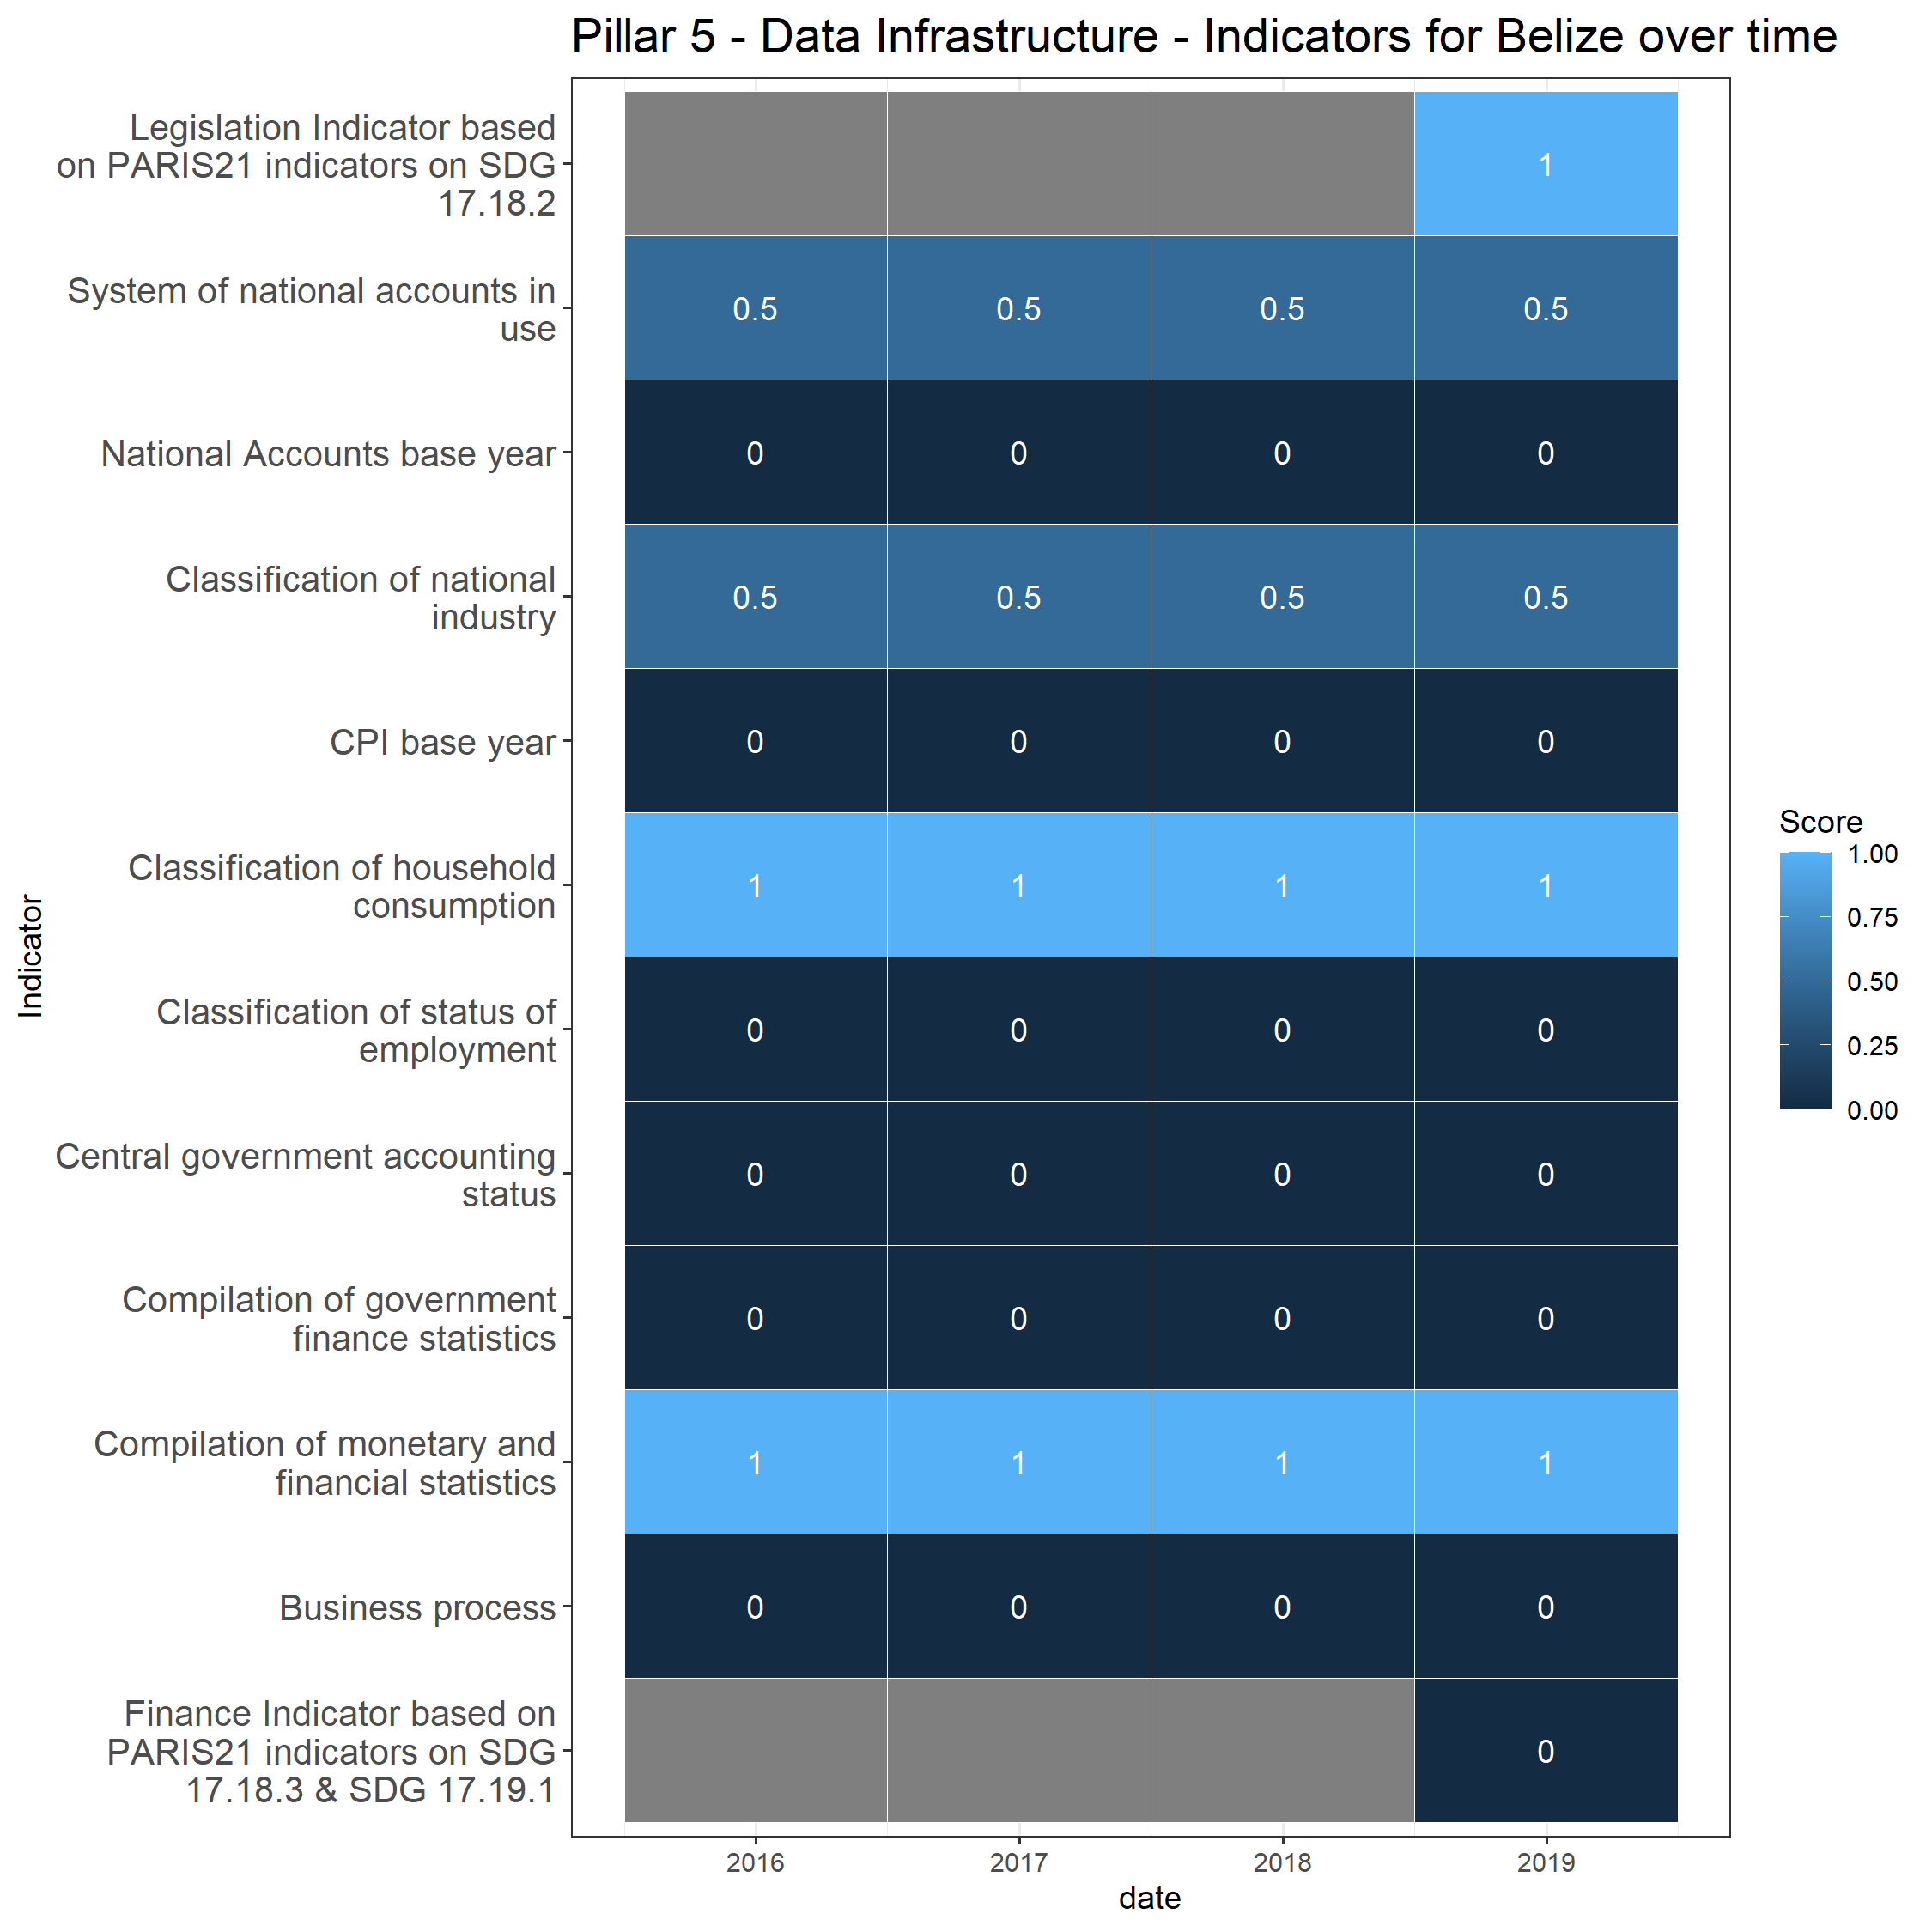 Pillar 5 - Data Infrastructure - Indicators for Belize over time
Legislation Indicator based
on PARIS21 indicators on SDG
17.18.2
1
System of national accounts in
use
0.5 0.5 0.5 0.5
National Accounts base year
0 0 0 0
Classification of national
industry
0.5 0.5 0.5 0.5
CPI base year
0 0 0 0
Classification of household
consumption
1 1 1 1
Classification of status of
employment
0 0 0 0
Central government accounting
status
0 0 0 0
Compilation of government
finance statistics
0 0 0 0
Compilation of monetary and
financial statistics
1 1 1 1
Business process
0 0 0 0
Finance Indicator based on
PARIS21 indicators on SDG
17.18.3 & SDG 17.19.1
0
2016 2017 2018 2019
date
Indicator
Score
1.00
0.75
0.50
0.25
0.00